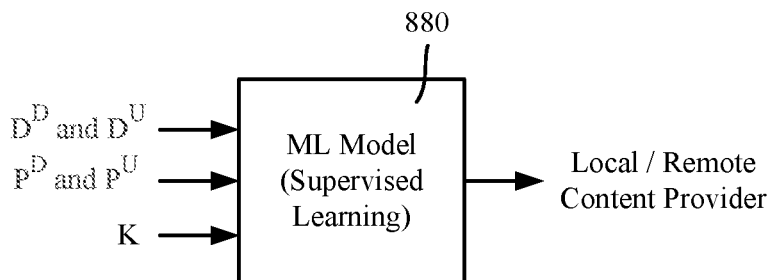 880
D^D and D^U
P^D and P^U
K
ML Model
(Supervised
Learning)
Local / Remote
Content Provider